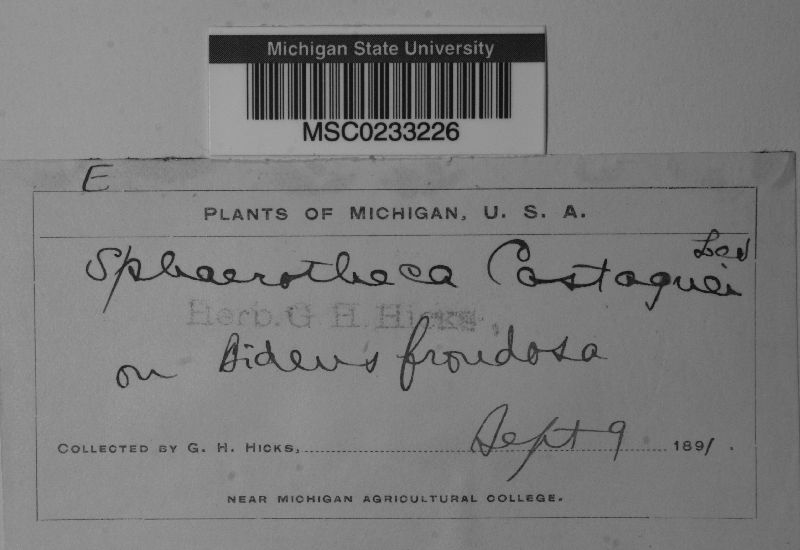 Michigan State University
MSC0233226
E
PLANTS OF MICHIGAN, U. S. A.
Sphaerotheca Castagnei Lev
Herb. G H Hicks,
on Bidens frondosa
COLLECTED BY G. H. HICKS, Sept 9 1891.
NEAR MICHIGAN AGRICULTURAL COLLEGE.